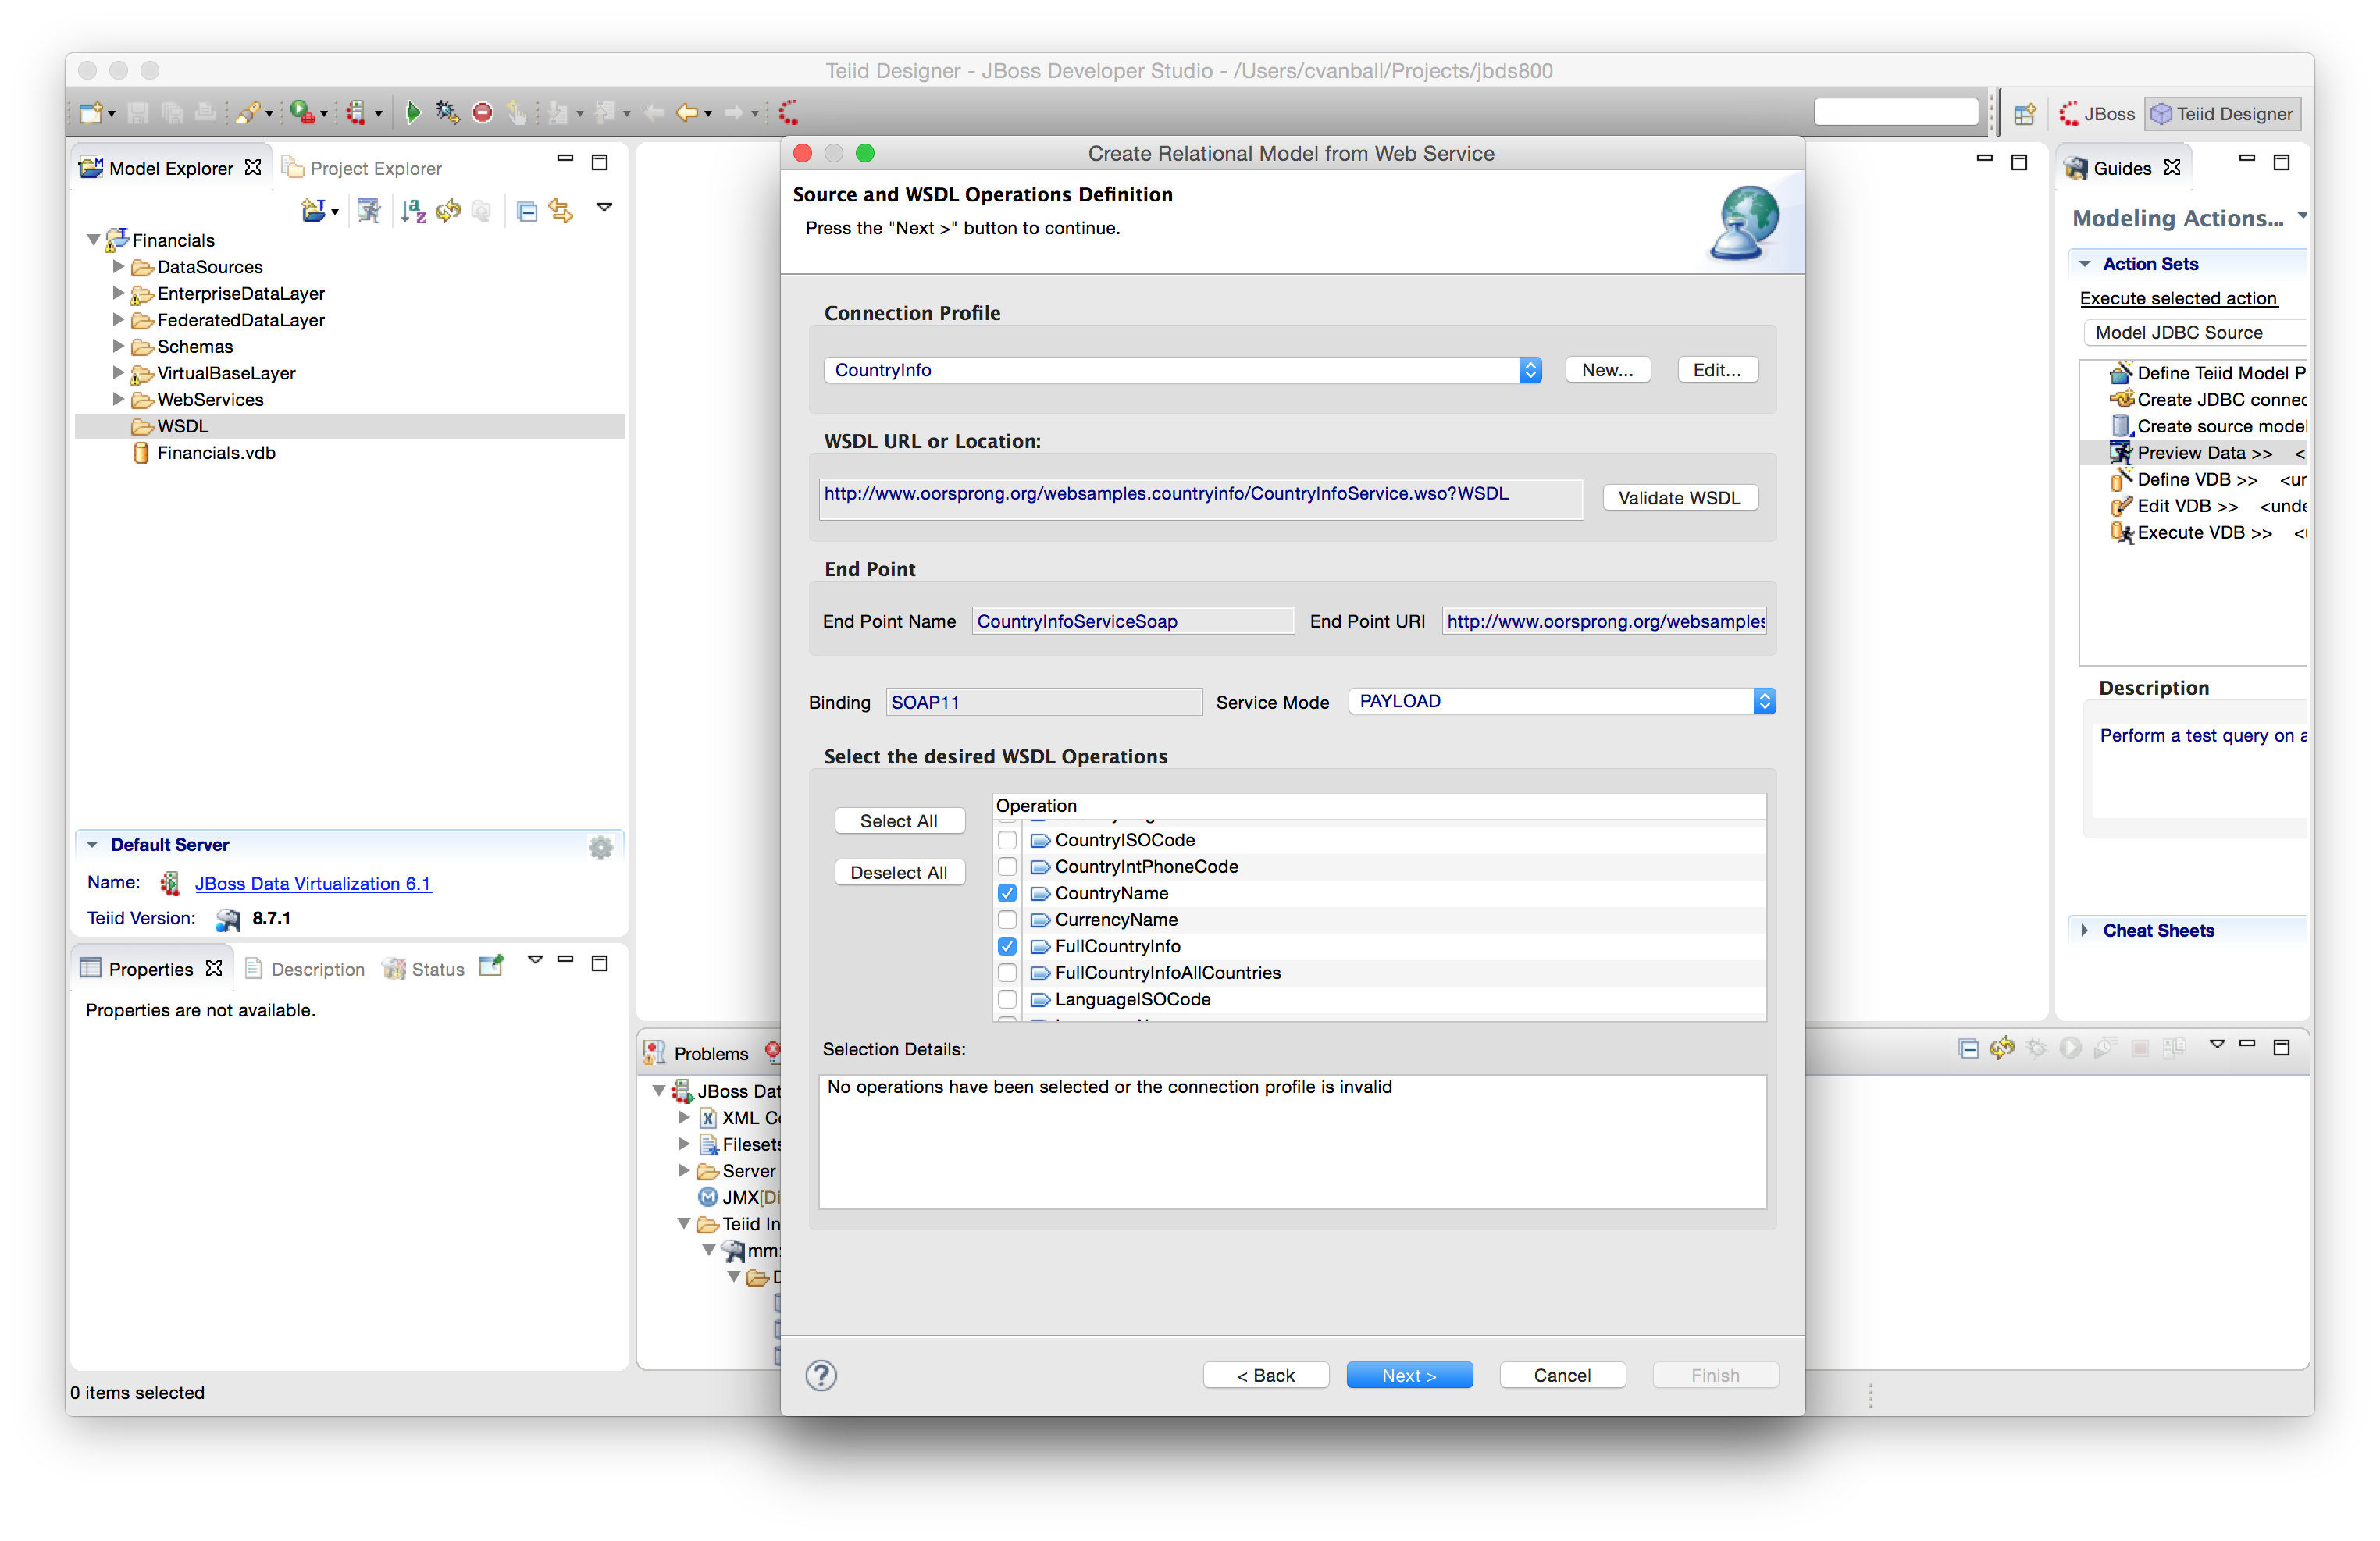 Teiid Designer - JBoss Developer Studio - /Users/cvanball/Projects/jbds800
JBoss
Teiid Designer
Model Explorer
Project Explorer
Financials
DataSources
EnterpriseDataLayer
FederatedDataLayer
Schemas
VirtualBaseLayer
WebServices
WSDL
Financials.vdb
Default Server
Name: JBoss Data Virtualization 6.1
Teiid Version: 8.7.1
Properties
Description
Status
Properties are not available.
0 items selected
Problems
JBoss Dat
XML Co
Filesets
Server
JMX[Di
Teiid In
mm:
Create Relational Model from Web Service
Source and WSDL Operations Definition
Press the "Next >" button to continue.
Connection Profile
CountryInfo
New...
Edit...
WSDL URL or Location:
http://www.oorsprong.org/websamples.countryinfo/CountryInfoService.wso?WSDL
Validate WSDL
End Point
End Point Name CountryInfoServiceSoap End Point URI http://www.oorsprong.org/websamples
Binding SOAP11 Service Mode PAYLOAD
Select the desired WSDL Operations
Select All
Deselect All
Operation
CountryISOCode
CountryIntPhoneCode
CountryName
CurrencyName
FullCountryInfo
FullCountryInfoAllCountries
LanguageISOCode
Selection Details:
No operations have been selected or the connection profile is invalid
< Back
Next >
Cancel
Finish
Guides
Modeling Actions...
Action Sets
Execute selected action
Model JDBC Source
Define Teiid Model P
Create JDBC connec
Create source model
Preview Data >> <
Define VDB >> <un
Edit VDB >> <unde
Execute VDB >> <u
Description
Perform a test query on a
Cheat Sheets